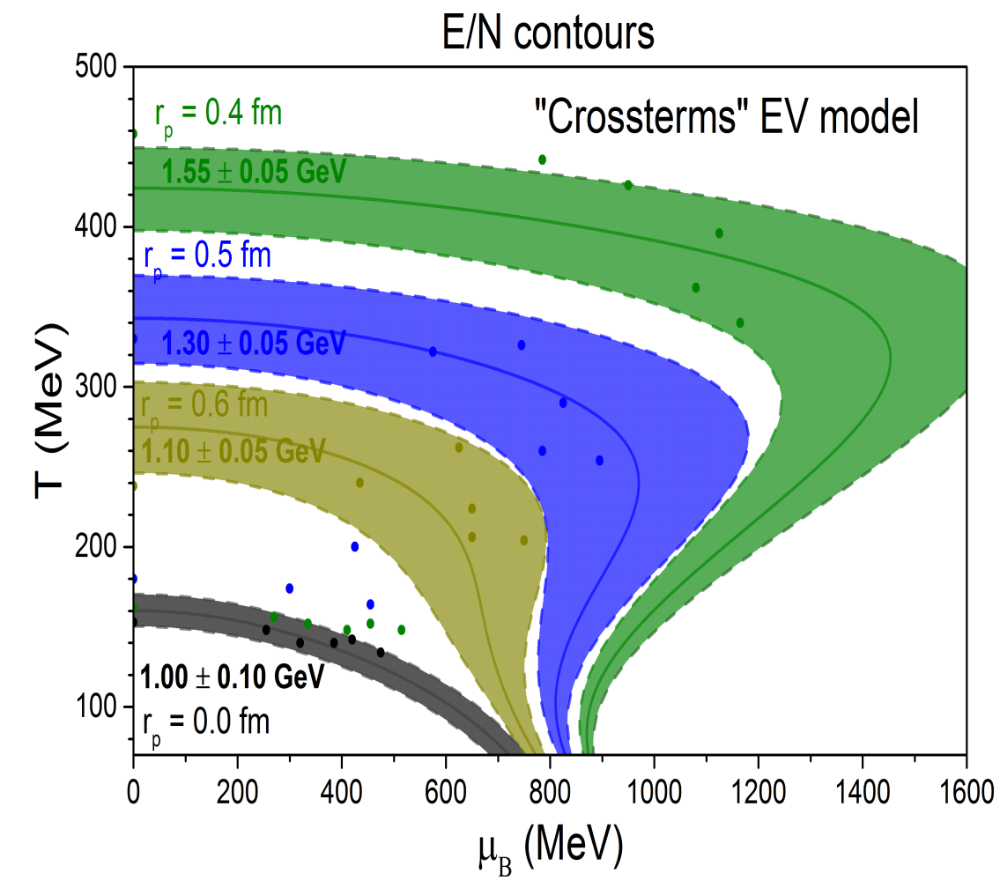 E/N contours
"Crossterms" EV model
500
400
300
200
100
T (MeV)
r_p = 0.4 fm
1.55 ± 0.05 GeV
r_p = 0.5 fm
1.30 ± 0.05 GeV
r_p = 0.6 fm
1.10 ± 0.05 GeV
1.00 ± 0.10 GeV
r_p = 0.0 fm
0 200 400 600 800 1000 1200 1400 1600
μ_B (MeV)